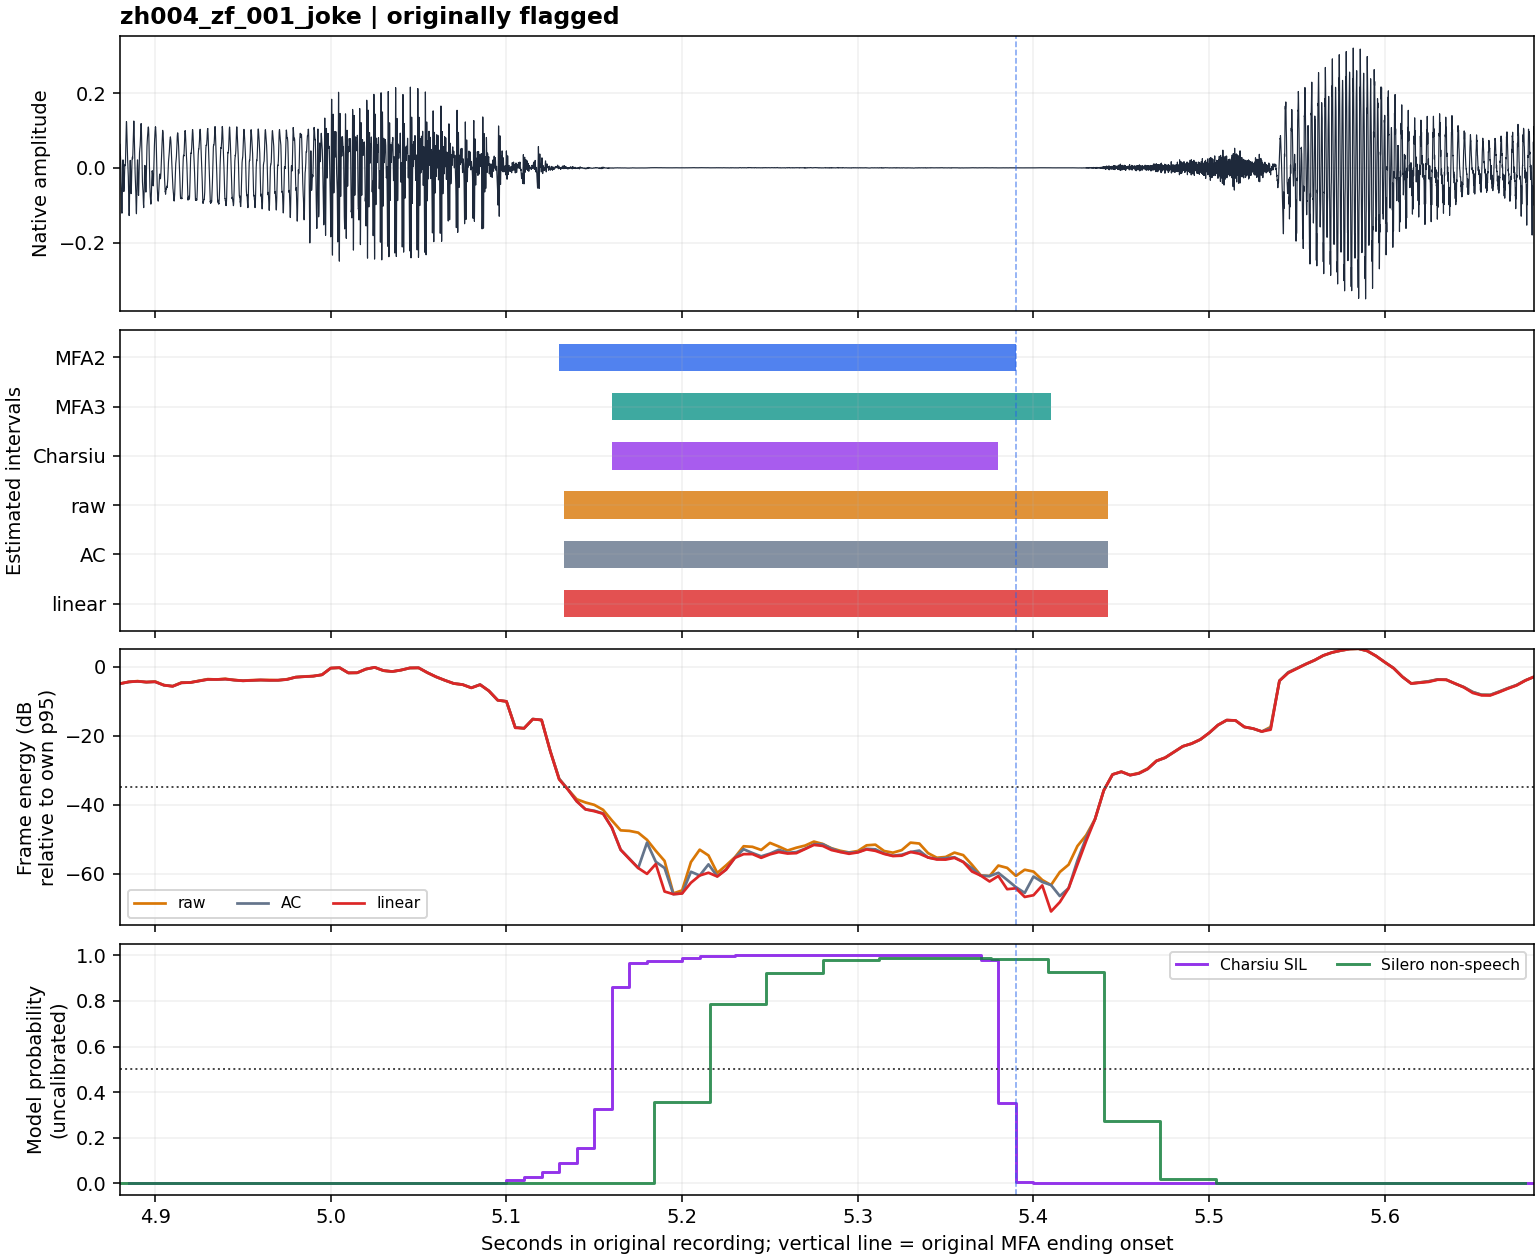 zh004_zf_001_joke | originally flagged
Native amplitude
0.2
0.0
−0.2
Estimated intervals
MFA2
MFA3
Charsiu
raw
AC
linear
Frame energy (dB
relative to own p95)
0
−20
−40
−60
raw
AC
linear
Model probability
(uncalibrated)
1.0
0.8
0.6
0.4
0.2
0.0
Charsiu SIL
Silero non-speech
4.9
5.0
5.1
5.2
5.3
5.4
5.5
5.6
Seconds in original recording; vertical line = original MFA ending onset